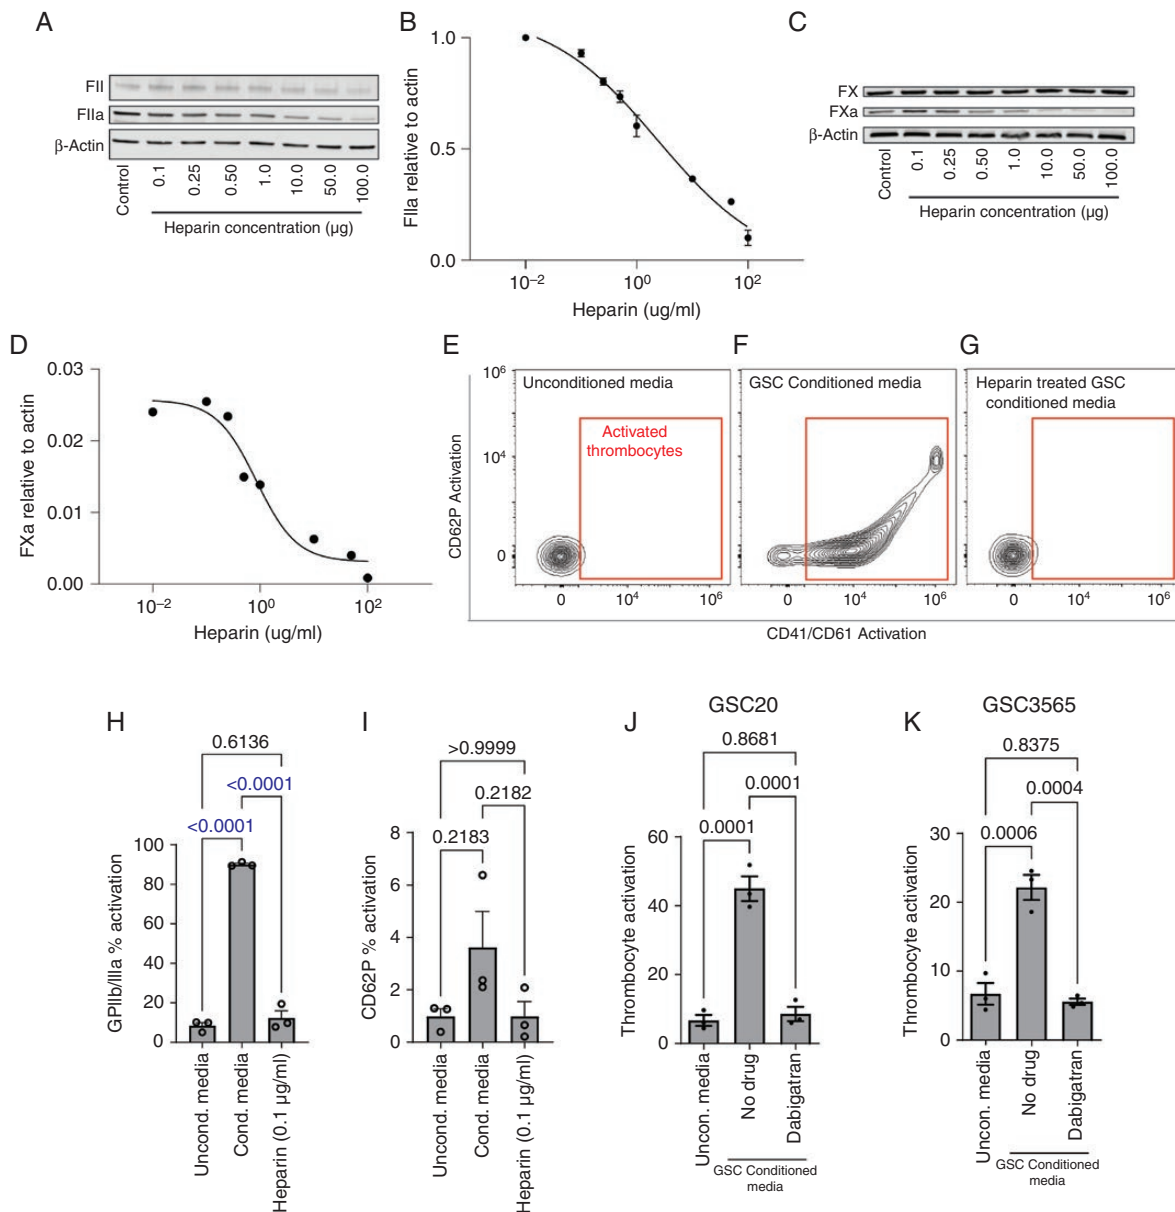 A
FII
FIIa
β-Actin
Control
0.1
0.25
0.50
1.0
10.0
50.0
100.0
Heparin concentration (µg)
B
1.0
0.5
0.0
FIIa relative to actin
10⁻²
10⁰
10²
Heparin (ug/ml)
C
FX
FXa
β-Actin
Control
0.1
0.25
0.50
1.0
10.0
50.0
100.0
Heparin concentration (µg)
D
0.03
0.02
0.01
0.00
FXa relative to actin
10⁻²
10⁰
10²
Heparin (ug/ml)
E
Unconditioned media
Activated
thrombocytes
10⁶
10⁴
0
CD62P Activation
0
10⁴
10⁶
F
GSC Conditioned media
0
10⁴
10⁶
G
Heparin treated GSC
conditioned media
0
10⁴
10⁶
CD41/CD61 Activation
H
0.6136
<0.0001
<0.0001
100
80
60
40
20
0
GPIIb/IIIa % activation
Uncond. media
Cond. media
Heparin (0.1 µg/ml)
I
>0.9999
0.2182
0.2183
8
6
4
2
0
CD62P % activation
Uncond. media
Cond. media
Heparin (0.1 µg/ml)
J
GSC20
0.8681
0.0001
0.0001
60
40
20
0
Thrombocyte activation
Uncon. media
No drug
Dabigatran
GSC Conditioned
media
K
GSC3565
0.8375
0.0004
0.0006
30
20
10
0
Thrombocyte activation
Uncon. media
No drug
Dabigatran
GSC Conditioned
media